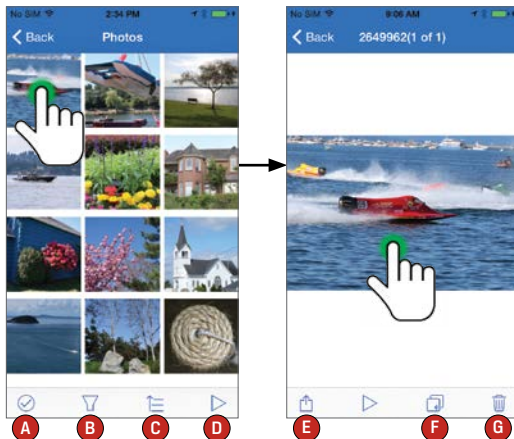 No SIM 2:34 PM
Back Photos
A B C D
No SIM 9:06 AM
Back 2649962(1 of 1)
E F G